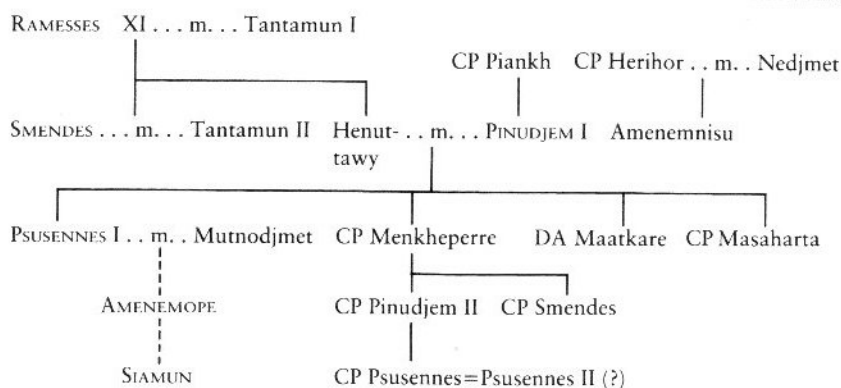 RAMESSES XI . . . m. . . Tantamun I
CP Piankh CP Herihor . . m. . Nedjmet
SMENDES . . . m. . . Tantamun II Henut- . . m. . . PINUDJEM I Amenemnisu
tawy
PSUSENNES I . . m. . Mutnodjmet CP Menkheperre DA Maatkare CP Masaharta
AMENEMOPE CP Pinudjem II CP Smendes
SIAMUN CP Psusennes=Psusennes II (?)